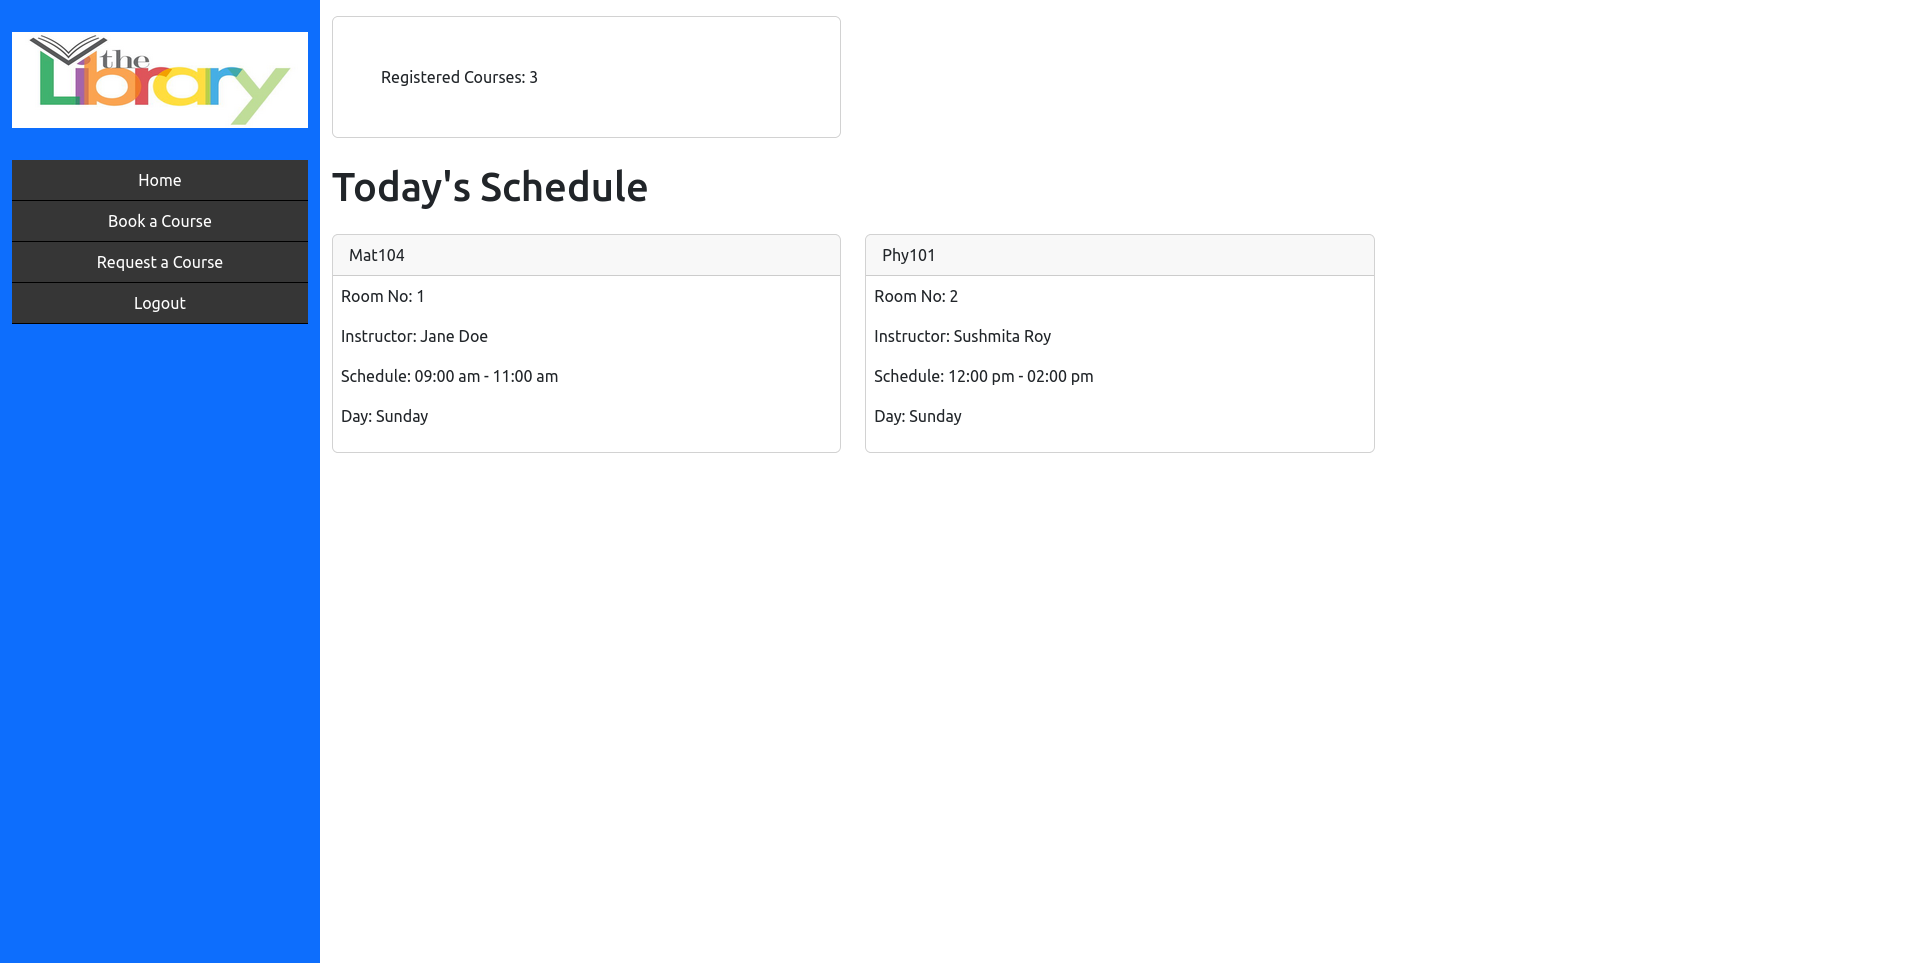 the
Library
Home
Book a Course
Request a Course
Logout
Registered Courses: 3
Today's Schedule
Mat104
Room No: 1
Instructor: Jane Doe
Schedule: 09:00 am - 11:00 am
Day: Sunday
Phy101
Room No: 2
Instructor: Sushmita Roy
Schedule: 12:00 pm - 02:00 pm
Day: Sunday